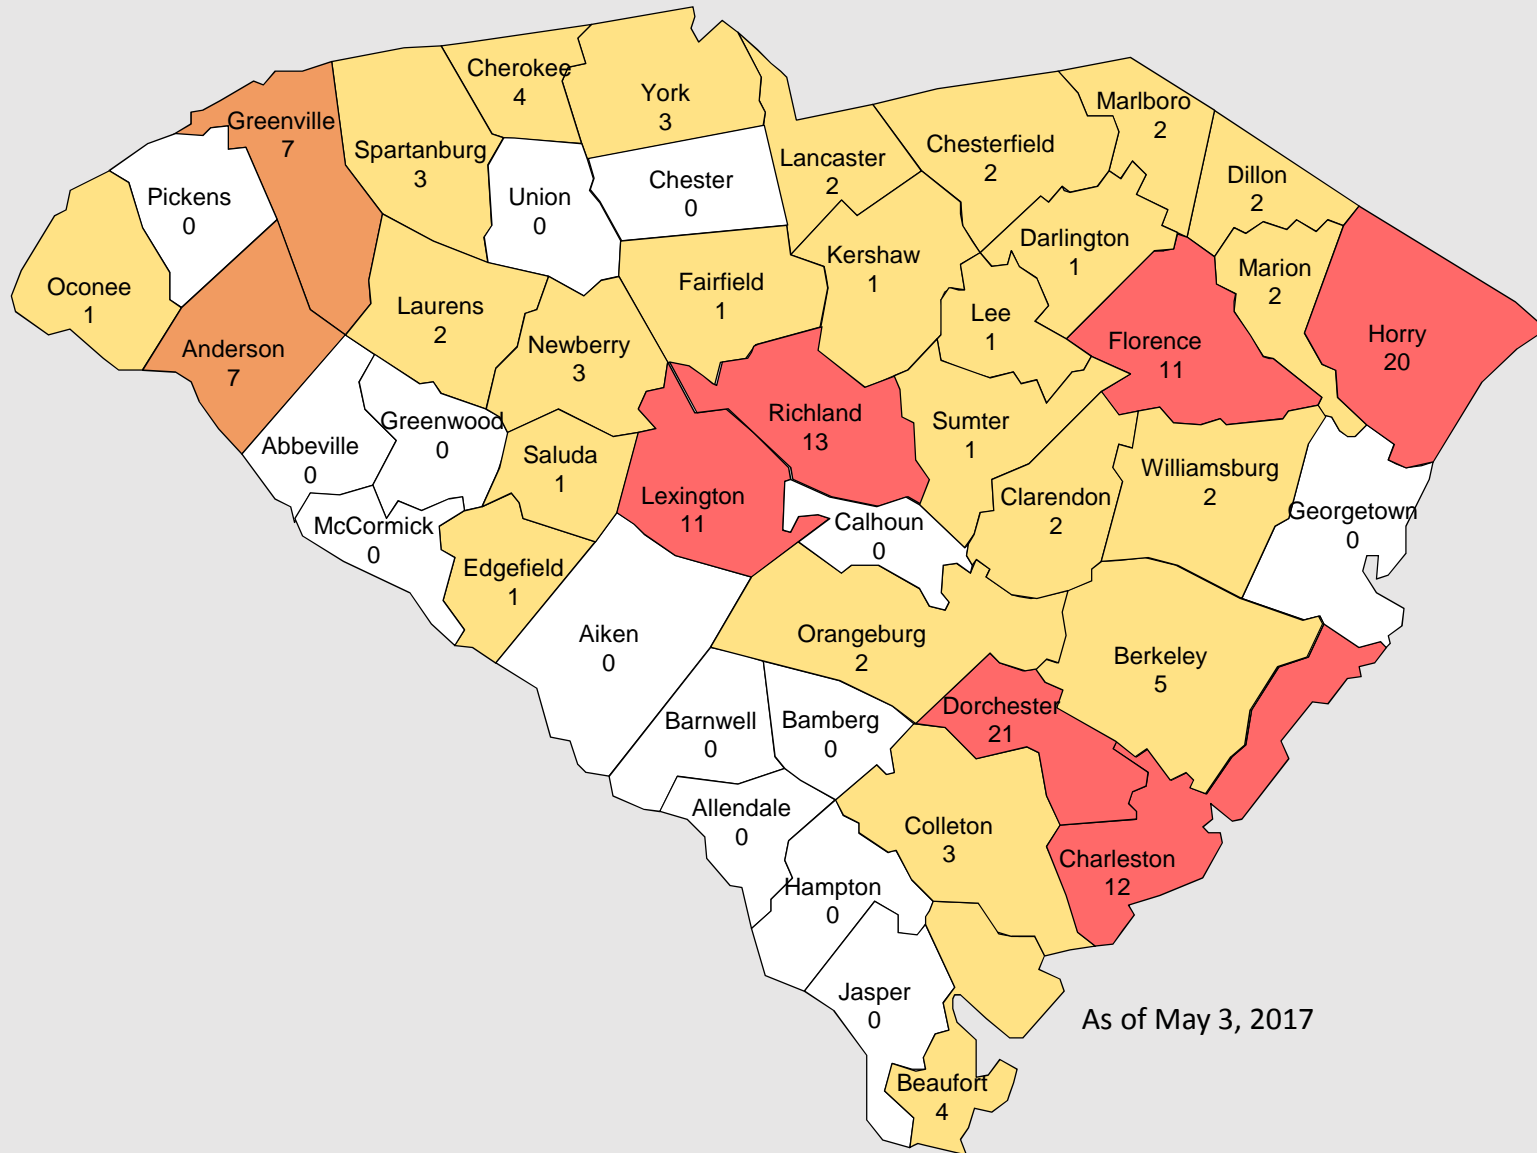 Cherokee
4
York
3
Marlboro
2
Greenville
7
Spartanburg
3
Lancaster
2
Chesterfield
2
Dillon
2
Pickens
0
Union
0
Chester
0
Oconee
1
Laurens
2
Newberry
3
Fairfield
1
Kershaw
1
Darlington
1
Lee
1
Marion
2
Florence
11
Horry
20
Anderson
7
Abbeville
0
Greenwood
0
Saluda
1
Richland
13
Sumter
1
Lexington
11
Calhoun
0
Clarendon
2
Williamsburg
2
Georgetown
0
McCormick
0
Edgefield
1
Aiken
0
Orangeburg
2
Berkeley
5
Barnwell
0
Bamberg
0
Dorchester
21
Allendale
0
Colleton
3
Charleston
12
Hampton
0
Jasper
0
As of May 3, 2017
Beaufort
4